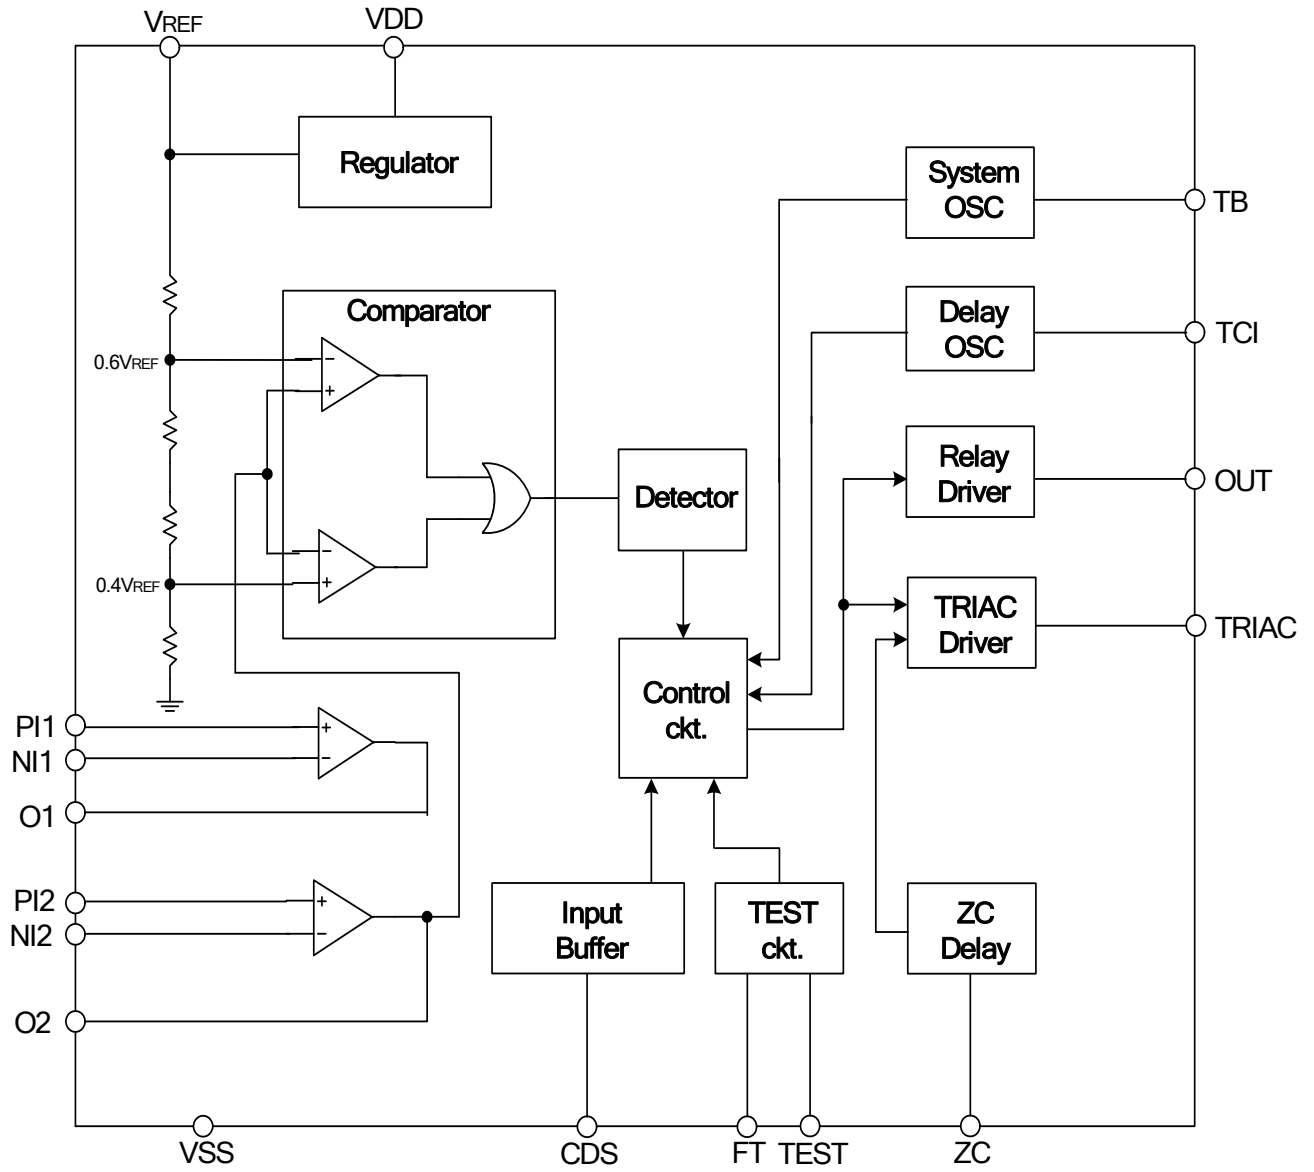 VREF
VDD
Regulator
System
OSC
TB
Comparator
Delay
OSC
TCI
0.6VREF
−
+
Relay
Driver
OUT
Detector
−
+
0.4VREF
TRIAC
Driver
TRIAC
Control
ckt.
PI1
+
NI1
−
O1
PI2
+
NI2
−
Input
Buffer
TEST
ckt.
ZC
Delay
O2
VSS
CDS
FT
TEST
ZC